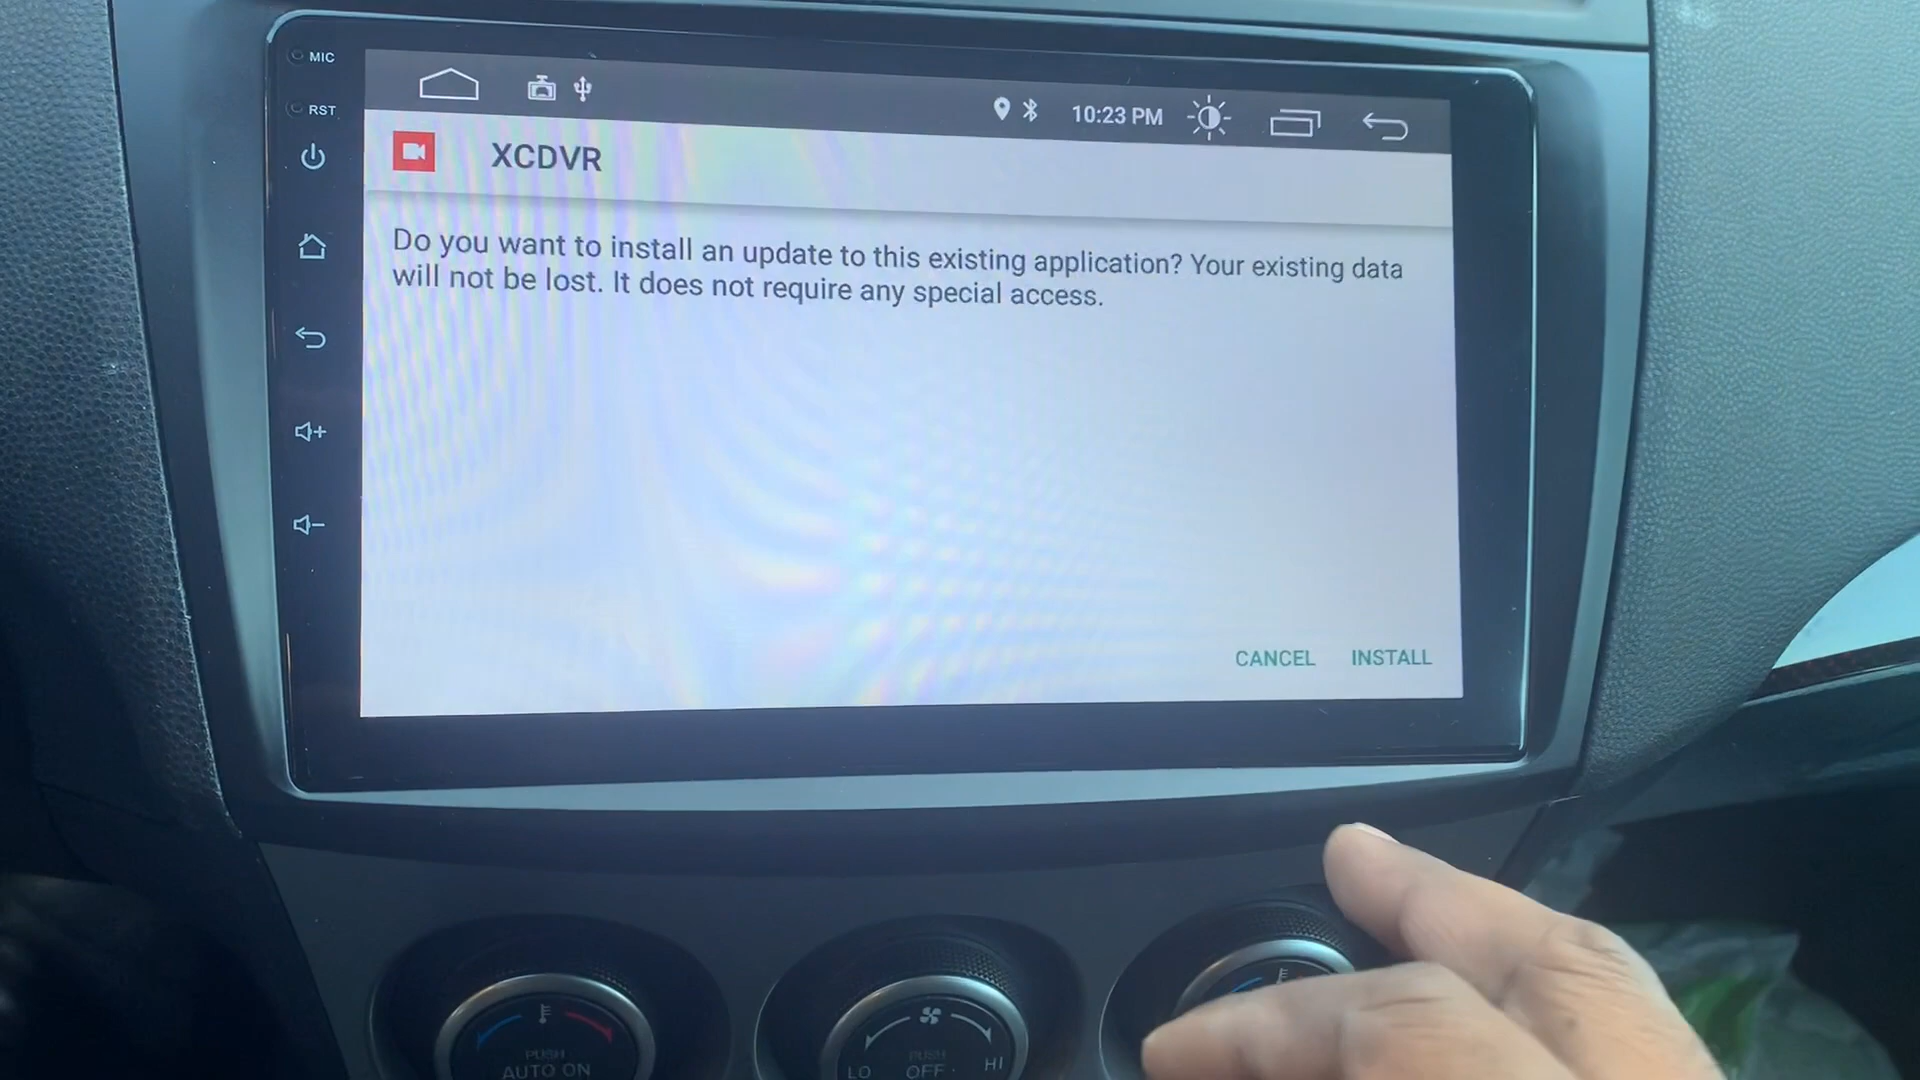 MIC
RST
10:23 PM
XCDVR
Do you want to install an update to this existing application? Your existing data
will not be lost. It does not require any special access.
CANCEL INSTALL
PUSH
AUTO ON
LO
PUSH
OFF
HI